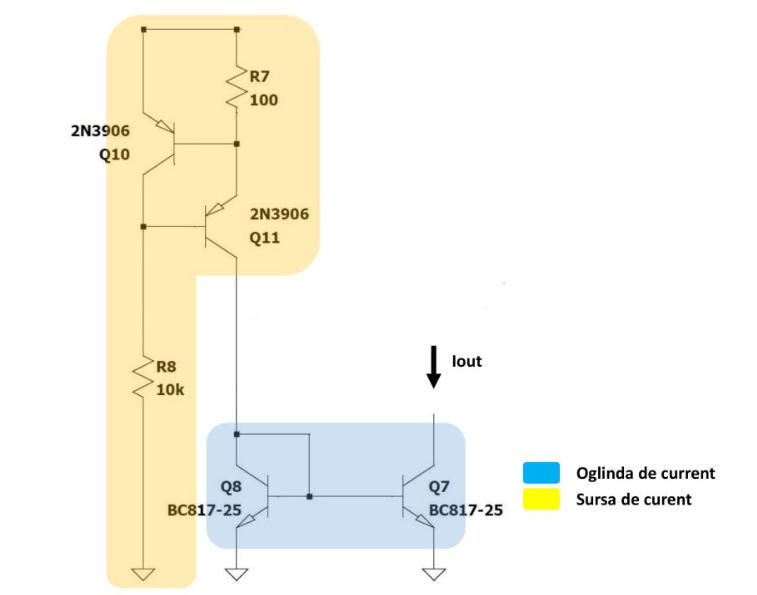 R7
100
2N3906
Q10
2N3906
Q11
R8
10k
Iout
Q8
BC817-25
Q7
BC817-25
Oglinda de current
Sursa de curent